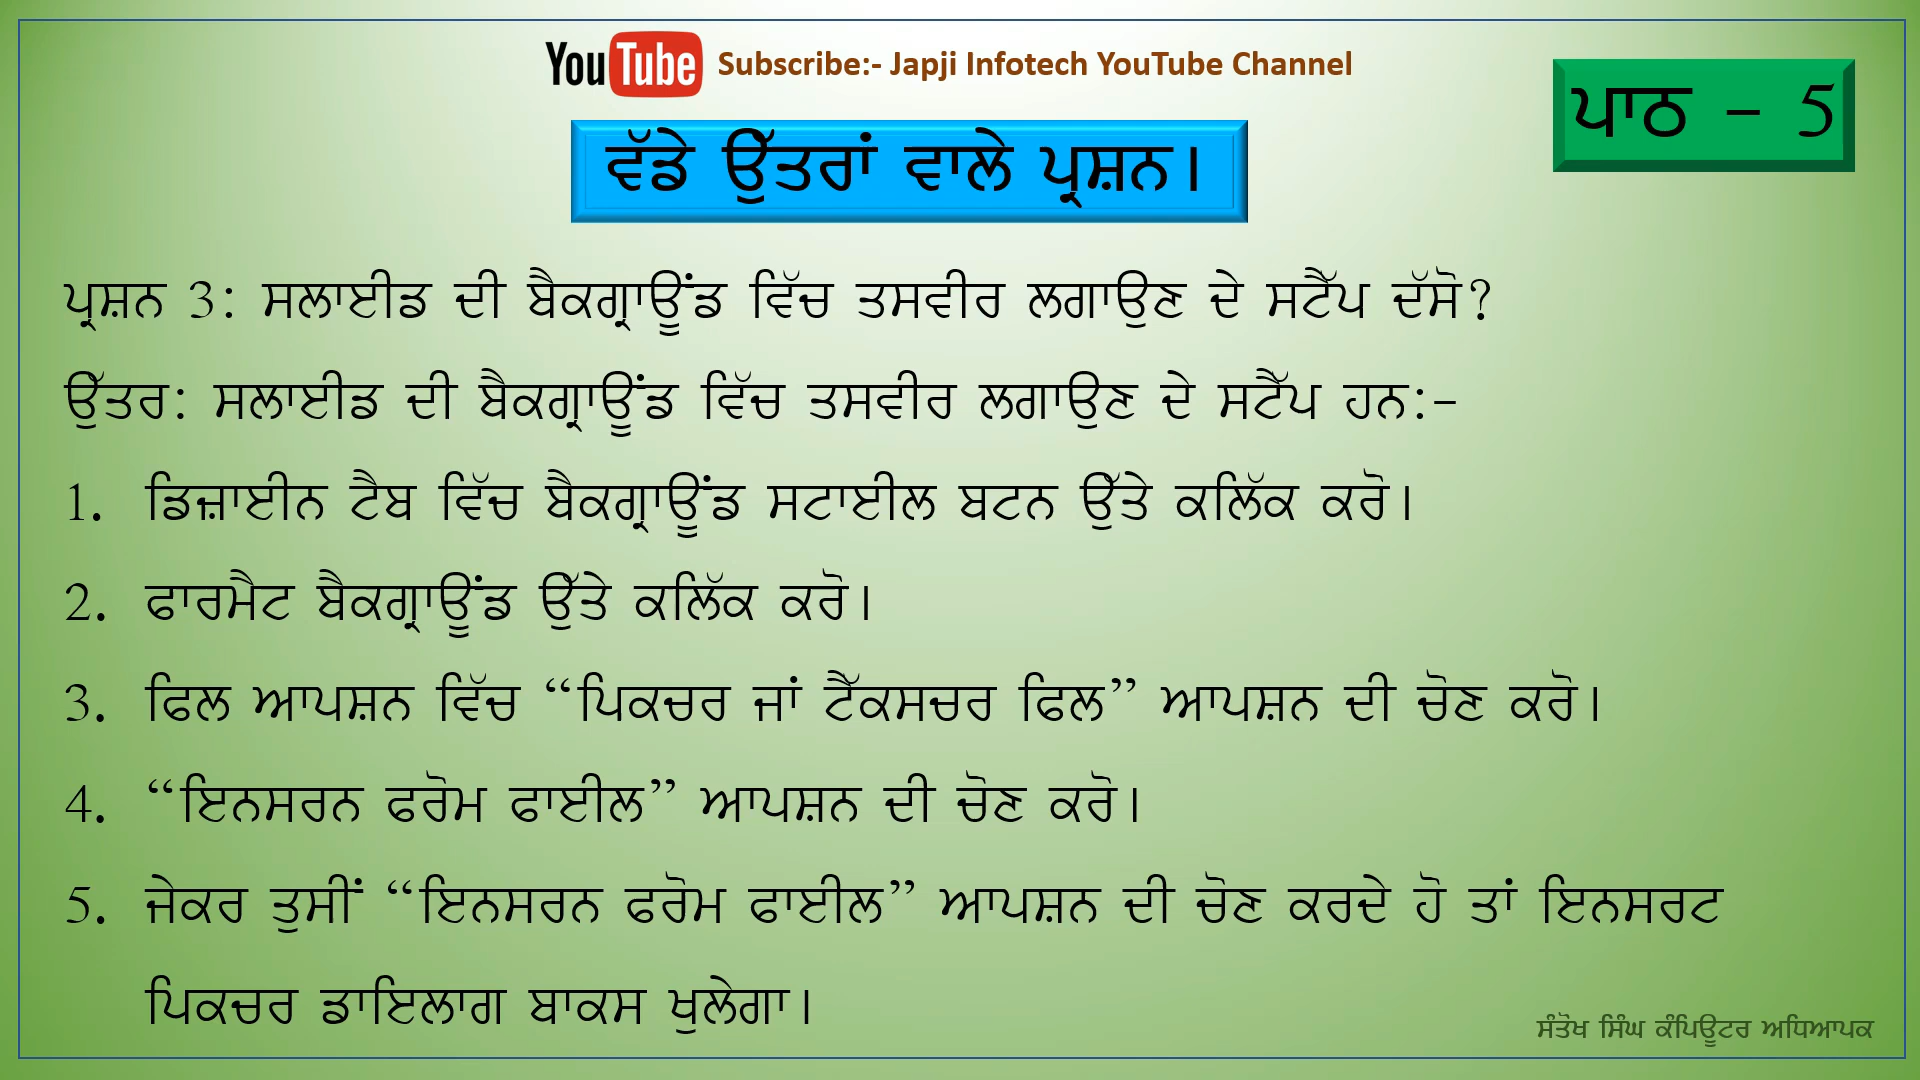 YouTube Subscribe:- Japji Infotech YouTube Channel
ਪਾਠ - 5
ਵੱਡੇ ਉੱਤਰਾਂ ਵਾਲੇ ਪ੍ਰਸ਼ਨ।
ਪ੍ਰਸ਼ਨ 3: ਸਲਾਈਡ ਦੀ ਬੈਕਗ੍ਰਾਊਂਡ ਵਿੱਚ ਤਸਵੀਰ ਲਗਾਉਣ ਦੇ ਸਟੈੱਪ ਦੱਸੋ?
ਉੱਤਰ: ਸਲਾਈਡ ਦੀ ਬੈਕਗ੍ਰਾਊਂਡ ਵਿੱਚ ਤਸਵੀਰ ਲਗਾਉਣ ਦੇ ਸਟੈੱਪ ਹਨ:-
1. ਡਿਜ਼ਾਈਨ ਟੈਬ ਵਿੱਚ ਬੈਕਗ੍ਰਾਊਂਡ ਸਟਾਈਲ ਬਟਨ ਉੱਤੇ ਕਲਿੱਕ ਕਰੋ।
2. ਫਾਰਮੈਟ ਬੈਕਗ੍ਰਾਊਂਡ ਉੱਤੇ ਕਲਿੱਕ ਕਰੋ।
3. ਫਿਲ ਆਪਸ਼ਨ ਵਿੱਚ “ਪਿਕਚਰ ਜਾਂ ਟੈੱਕਸਚਰ ਫਿਲ” ਆਪਸ਼ਨ ਦੀ ਚੋਣ ਕਰੋ।
4. “ਇਨਸਰਨ ਫਰੋਮ ਫਾਈਲ” ਆਪਸ਼ਨ ਦੀ ਚੋਣ ਕਰੋ।
5. ਜੇਕਰ ਤੁਸੀਂ “ਇਨਸਰਨ ਫਰੋਮ ਫਾਈਲ” ਆਪਸ਼ਨ ਦੀ ਚੋਣ ਕਰਦੇ ਹੋ ਤਾਂ ਇਨਸਰਟ
ਪਿਕਚਰ ਡਾਇਲਾਗ ਬਾਕਸ ਖੁਲੇਗਾ।
ਸੰਤੋਖ ਸਿੰਘ ਕੰਪਿਊਟਰ ਅਧਿਆਪਕ